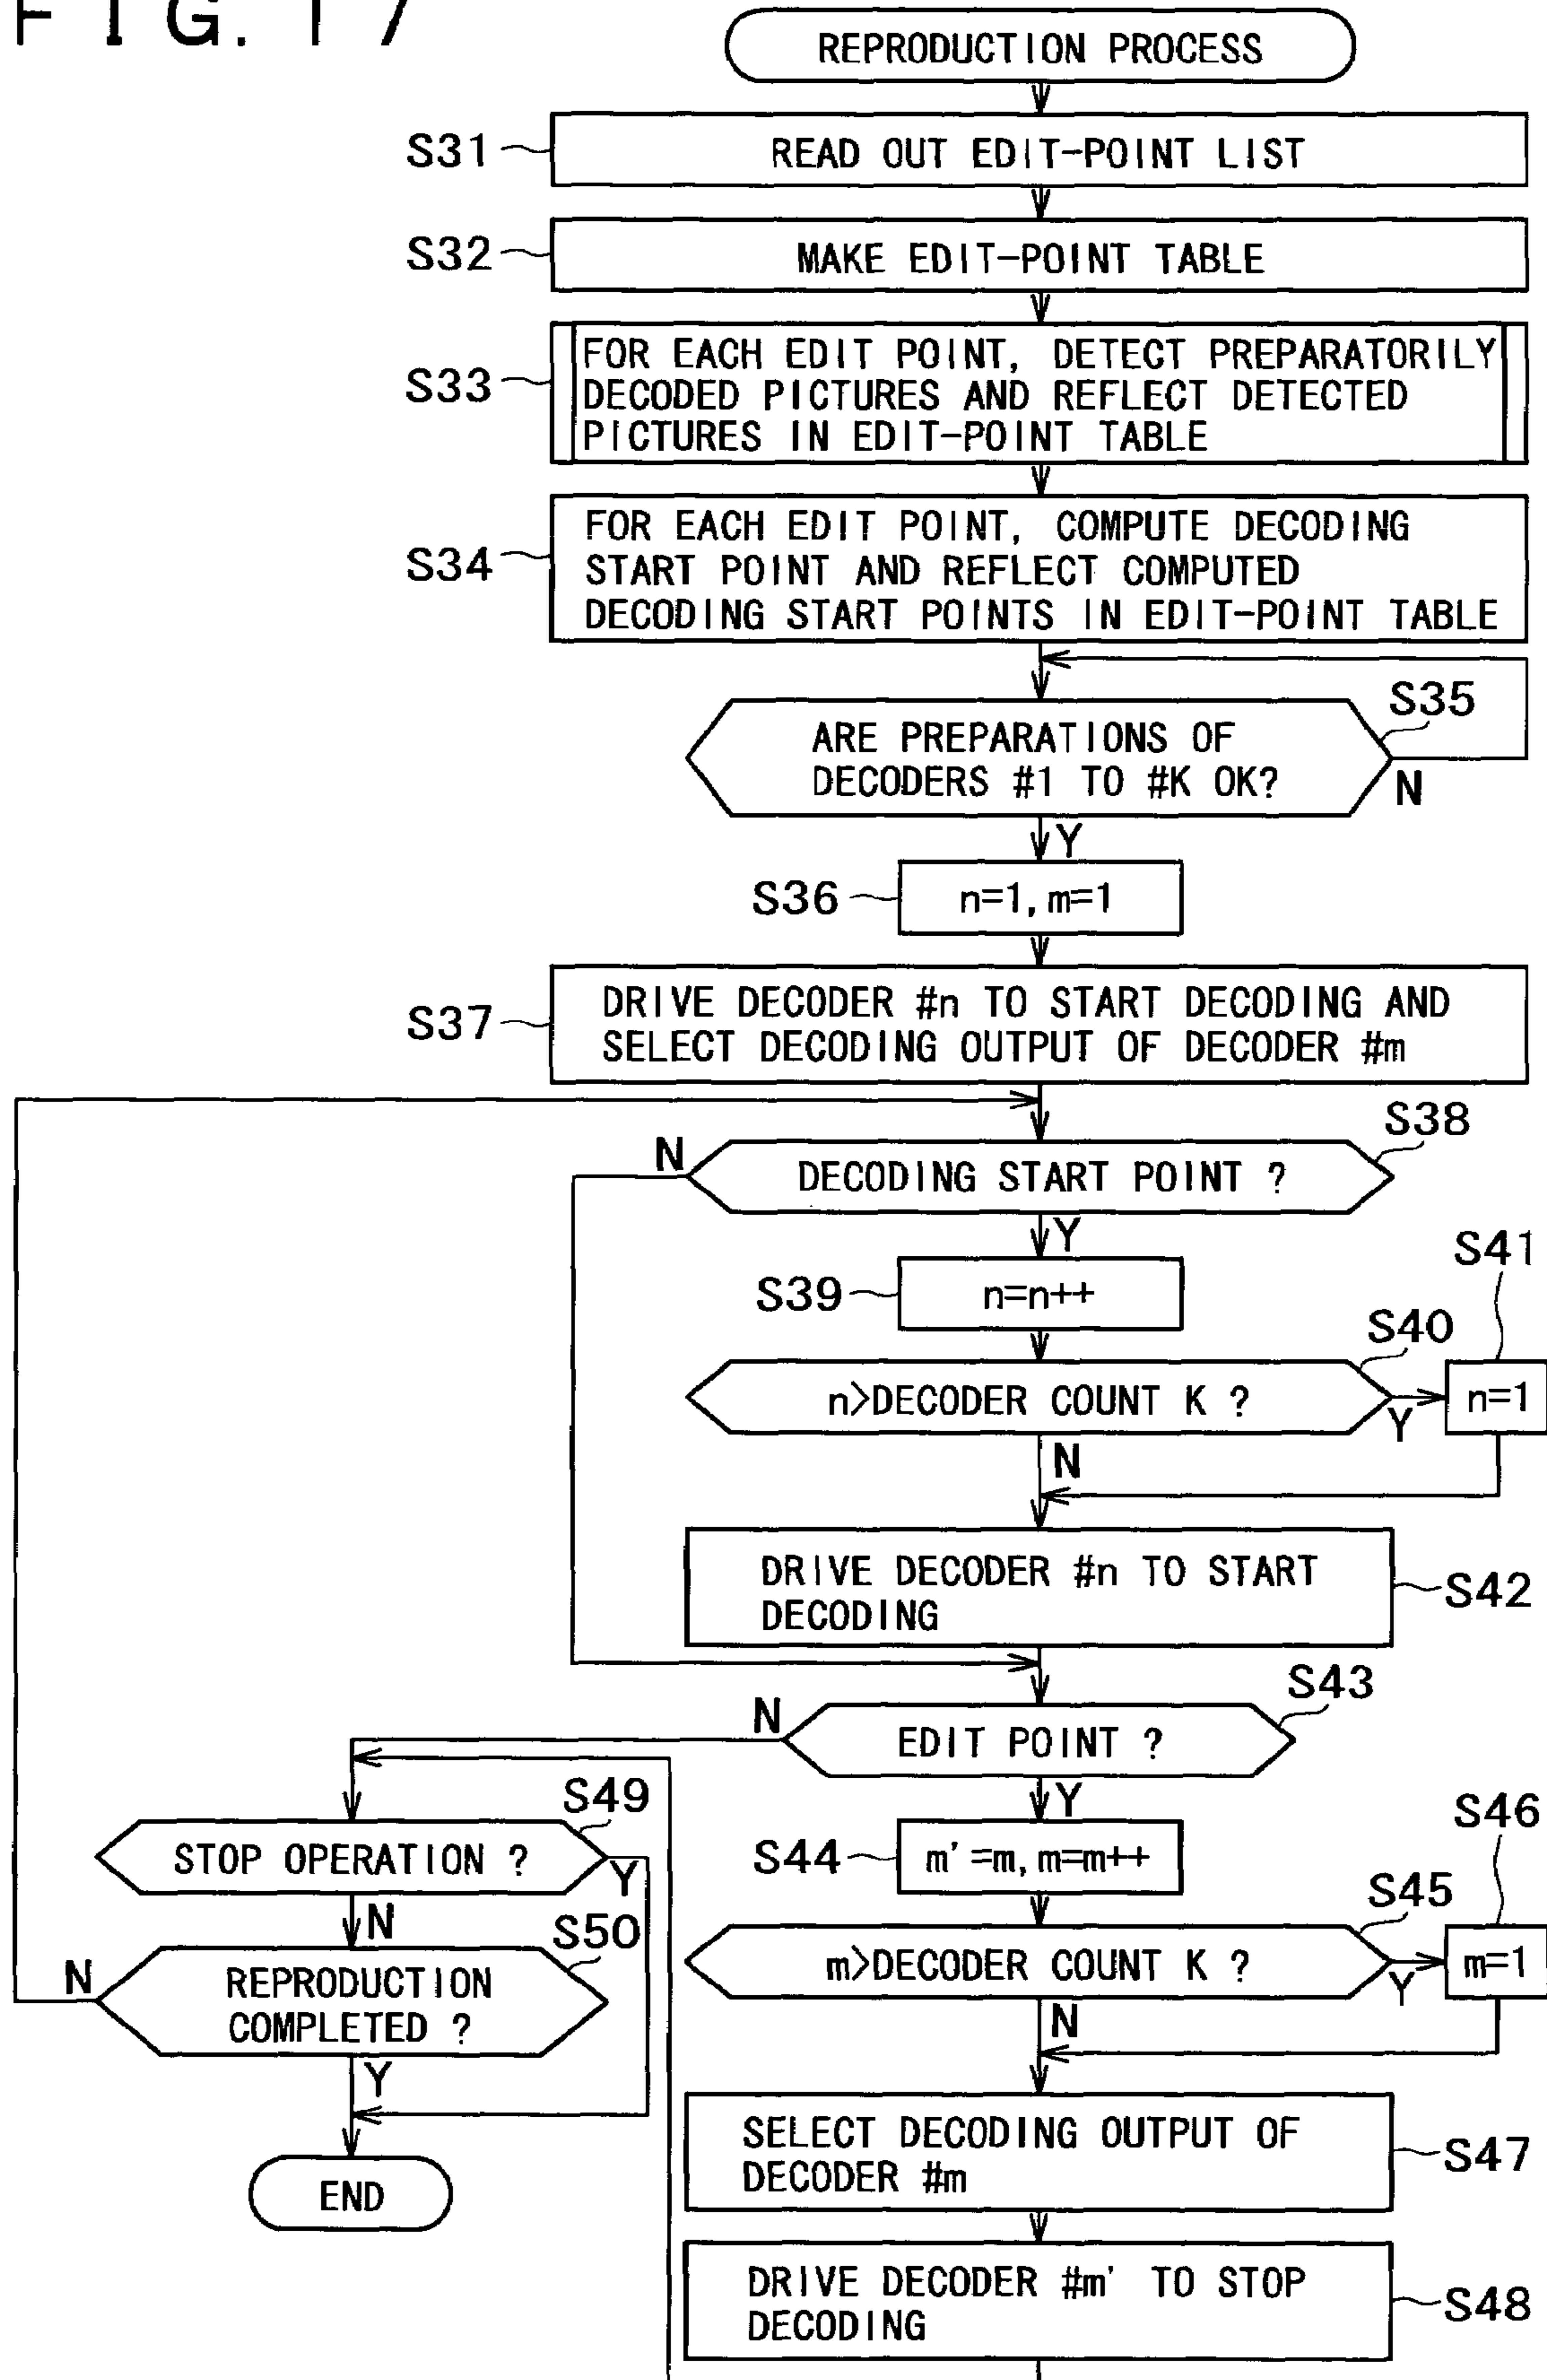 FIG. 17
REPRODUCTION PROCESS
S31
READ OUT EDIT-POINT LIST
S32
MAKE EDIT-POINT TABLE
S33
FOR EACH EDIT POINT, DETECT PREPARATORILY
DECODED PICTURES AND REFLECT DETECTED
PICTURES IN EDIT-POINT TABLE
S34
FOR EACH EDIT POINT, COMPUTE DECODING
START POINT AND REFLECT COMPUTED
DECODING START POINTS IN EDIT-POINT TABLE
S35
ARE PREPARATIONS OF
DECODERS #1 TO #K OK?
N
Y
S36
n=1, m=1
S37
DRIVE DECODER #n TO START DECODING AND
SELECT DECODING OUTPUT OF DECODER #m
S38
N
DECODING START POINT ?
Y
S39
n=n++
S40
n>DECODER COUNT K ?
Y
S41
n=1
N
DRIVE DECODER #n TO START
DECODING
S42
S43
N
EDIT POINT ?
Y
S44
m'=m, m=m++
S45
m>DECODER COUNT K ?
Y
S46
m=1
N
SELECT DECODING OUTPUT OF
DECODER #m
S47
DRIVE DECODER #m' TO STOP
DECODING
S48
S49
STOP OPERATION ?
Y
N
S50
N
REPRODUCTION
COMPLETED ?
Y
END